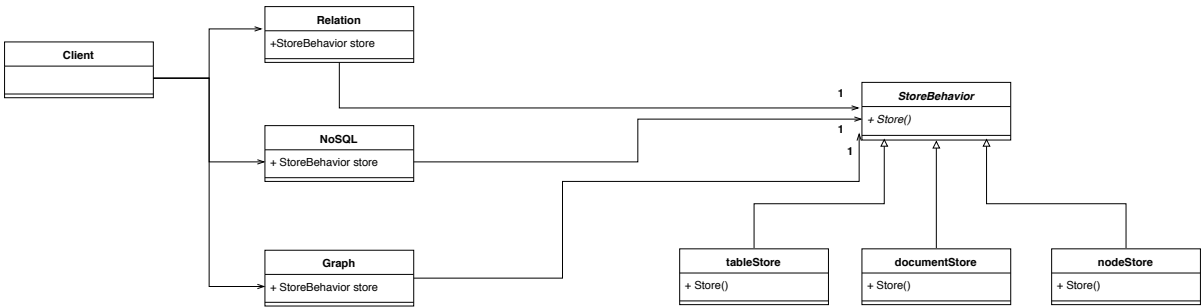 Relation
+StoreBehavior store
Client
StoreBehavior
+ Store()
1
NoSQL
+ StoreBehavior store
1
1
Graph
+ StoreBehavior store
tableStore
+ Store()
documentStore
+ Store()
nodeStore
+ Store()